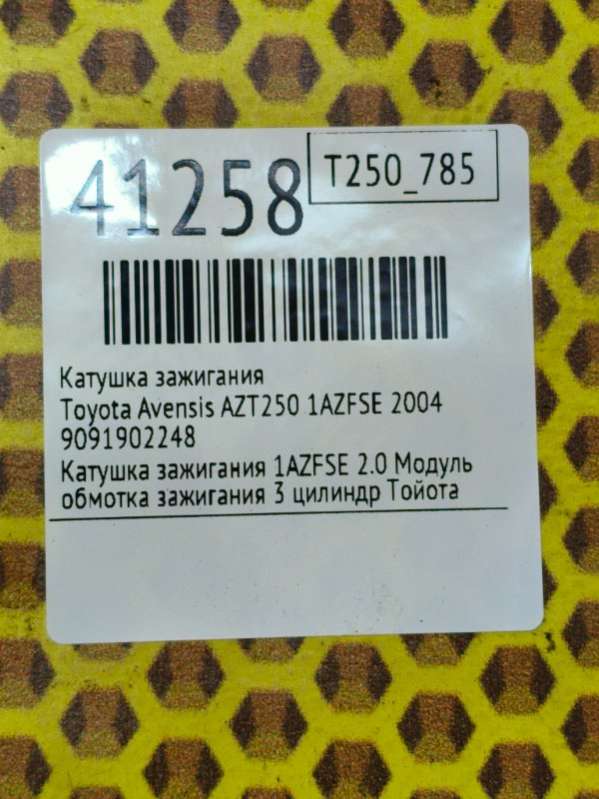 41258
T250_785
Катушка зажигания
Toyota Avensis AZT250 1AZFSE 2004
9091902248
Катушка зажигания 1AZFSE 2.0 Модуль
обмотка зажигания 3 цилиндр Тойота